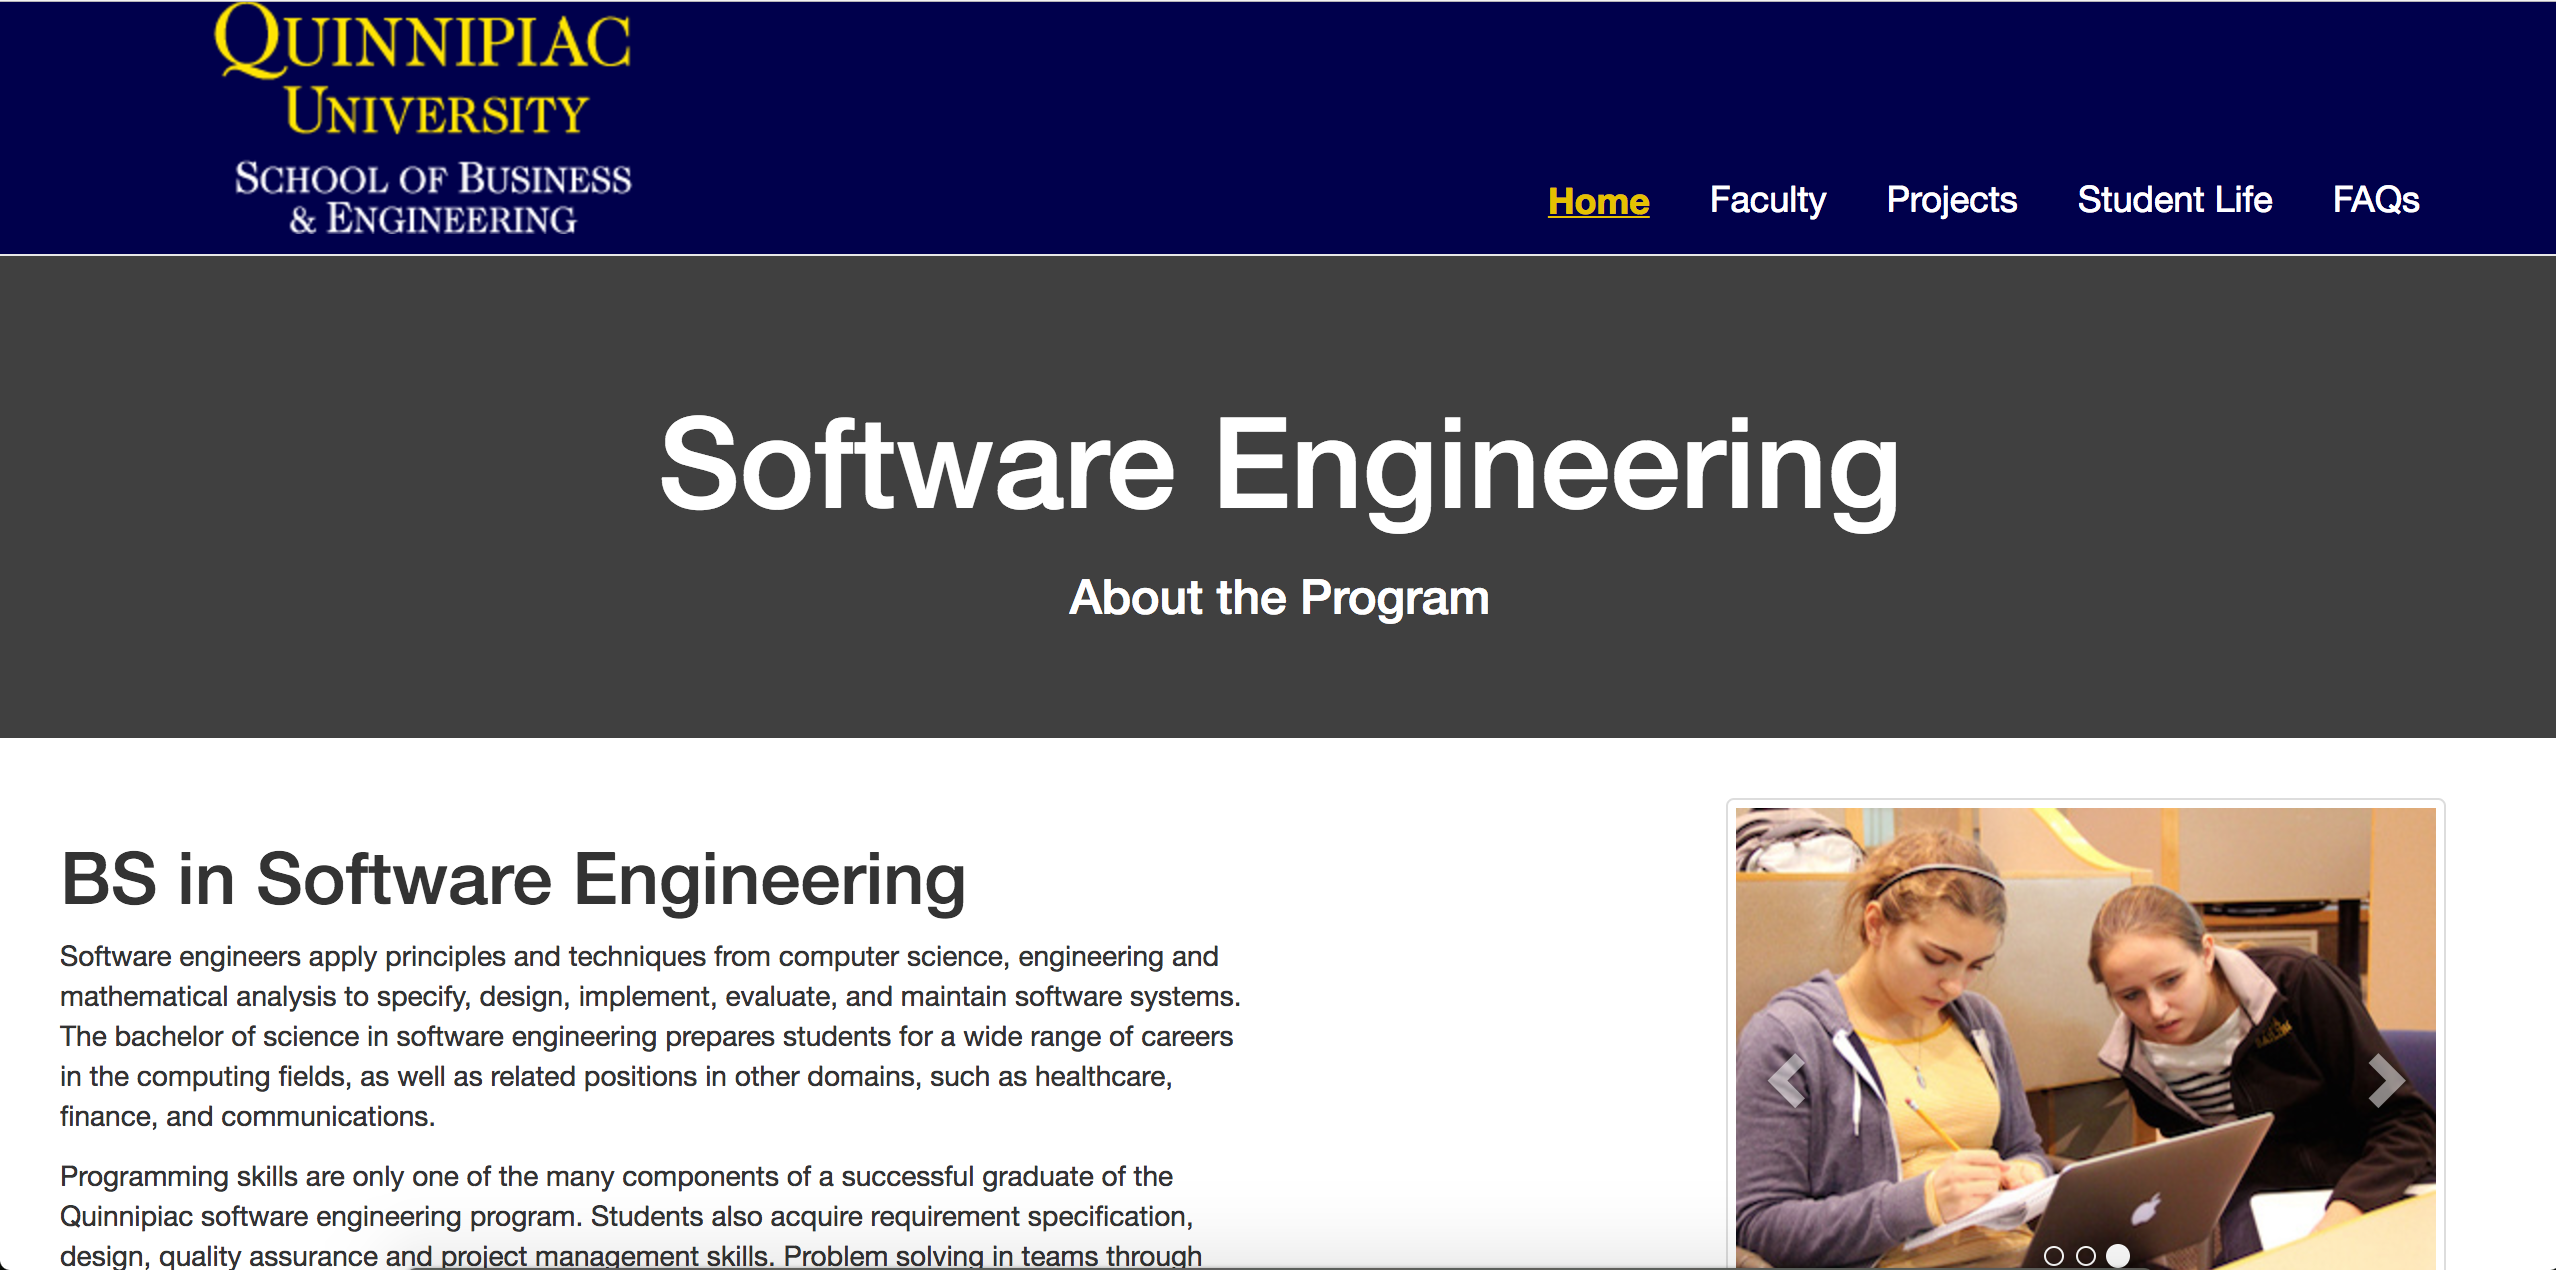 QUINNIPIAC
UNIVERSITY
SCHOOL OF BUSINESS
& ENGINEERING
Home Faculty Projects Student Life FAQs
Software Engineering
About the Program
BS in Software Engineering
Software engineers apply principles and techniques from computer science, engineering and
mathematical analysis to specify, design, implement, evaluate, and maintain software systems.
The bachelor of science in software engineering prepares students for a wide range of careers
in the computing fields, as well as related positions in other domains, such as healthcare,
finance, and communications.
Programming skills are only one of the many components of a successful graduate of the
Quinnipiac software engineering program. Students also acquire requirement specification,
design, quality assurance and project management skills. Problem solving in teams through